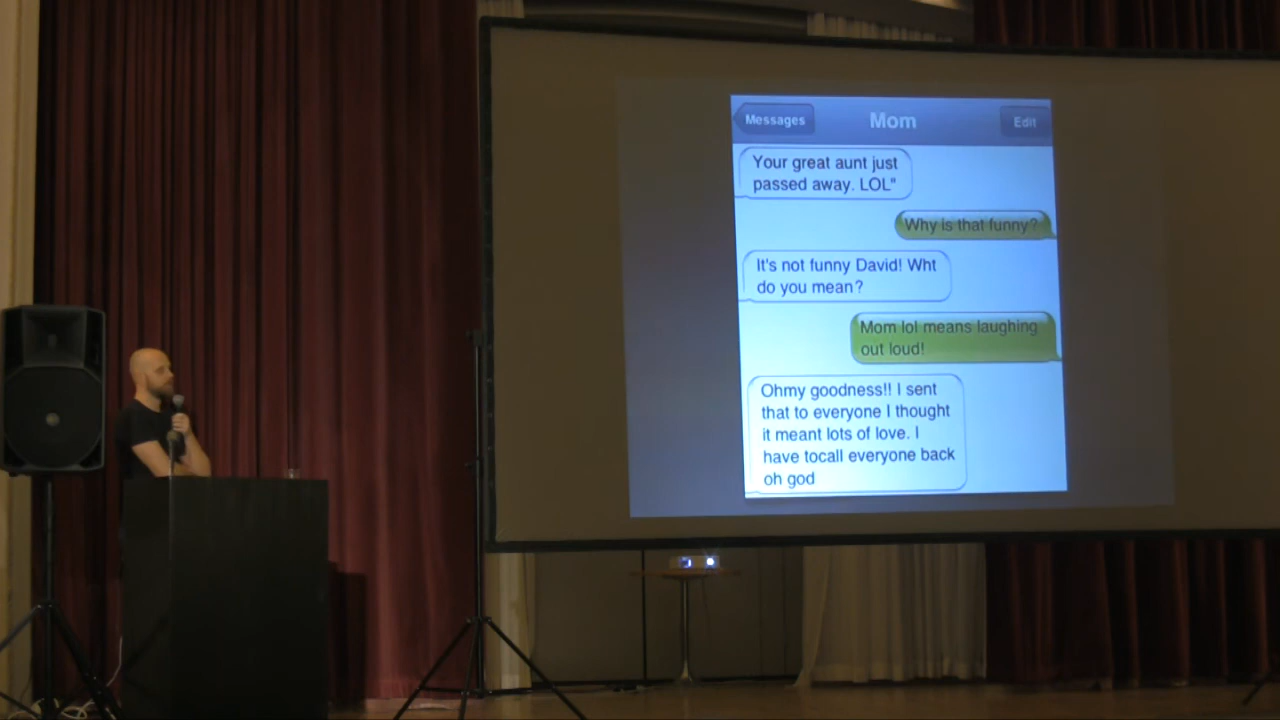 Messages
Mom
Edit
Your great aunt just
passed away. LOL"
Why is that funny?
It's not funny David! Wht
do you mean?
Mom lol means laughing
out loud!
Ohmy goodness!! I sent
that to everyone I thought
it meant lots of love. I
have tocall everyone back
oh god